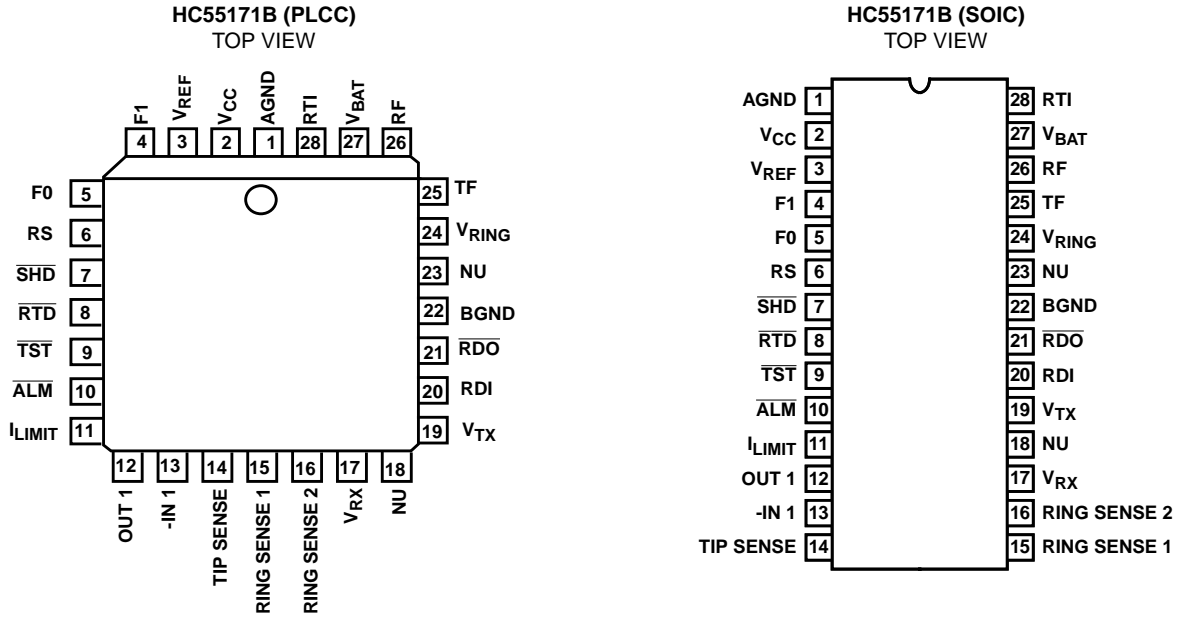 HC55171B (PLCC)
TOP VIEW
F1
VREF
VCC
AGND
RTI
VBAT
RF
4
3
2
1
28
27
26
F0 5
RS 6
SHD 7
RTD 8
TST 9
ALM 10
ILIMIT 11
25 TF
24 VRING
23 NU
22 BGND
21 RDO
20 RDI
19 VTX
12
13
14
15
16
17
18
OUT 1
-IN 1
TIP SENSE
RING SENSE 1
RING SENSE 2
VRX
NU
HC55171B (SOIC)
TOP VIEW
AGND 1
VCC 2
VREF 3
F1 4
F0 5
RS 6
SHD 7
RTD 8
TST 9
ALM 10
ILIMIT 11
OUT 1 12
-IN 1 13
TIP SENSE 14
28 RTI
27 VBAT
26 RF
25 TF
24 VRING
23 NU
22 BGND
21 RDO
20 RDI
19 VTX
18 NU
17 VRX
16 RING SENSE 2
15 RING SENSE 1